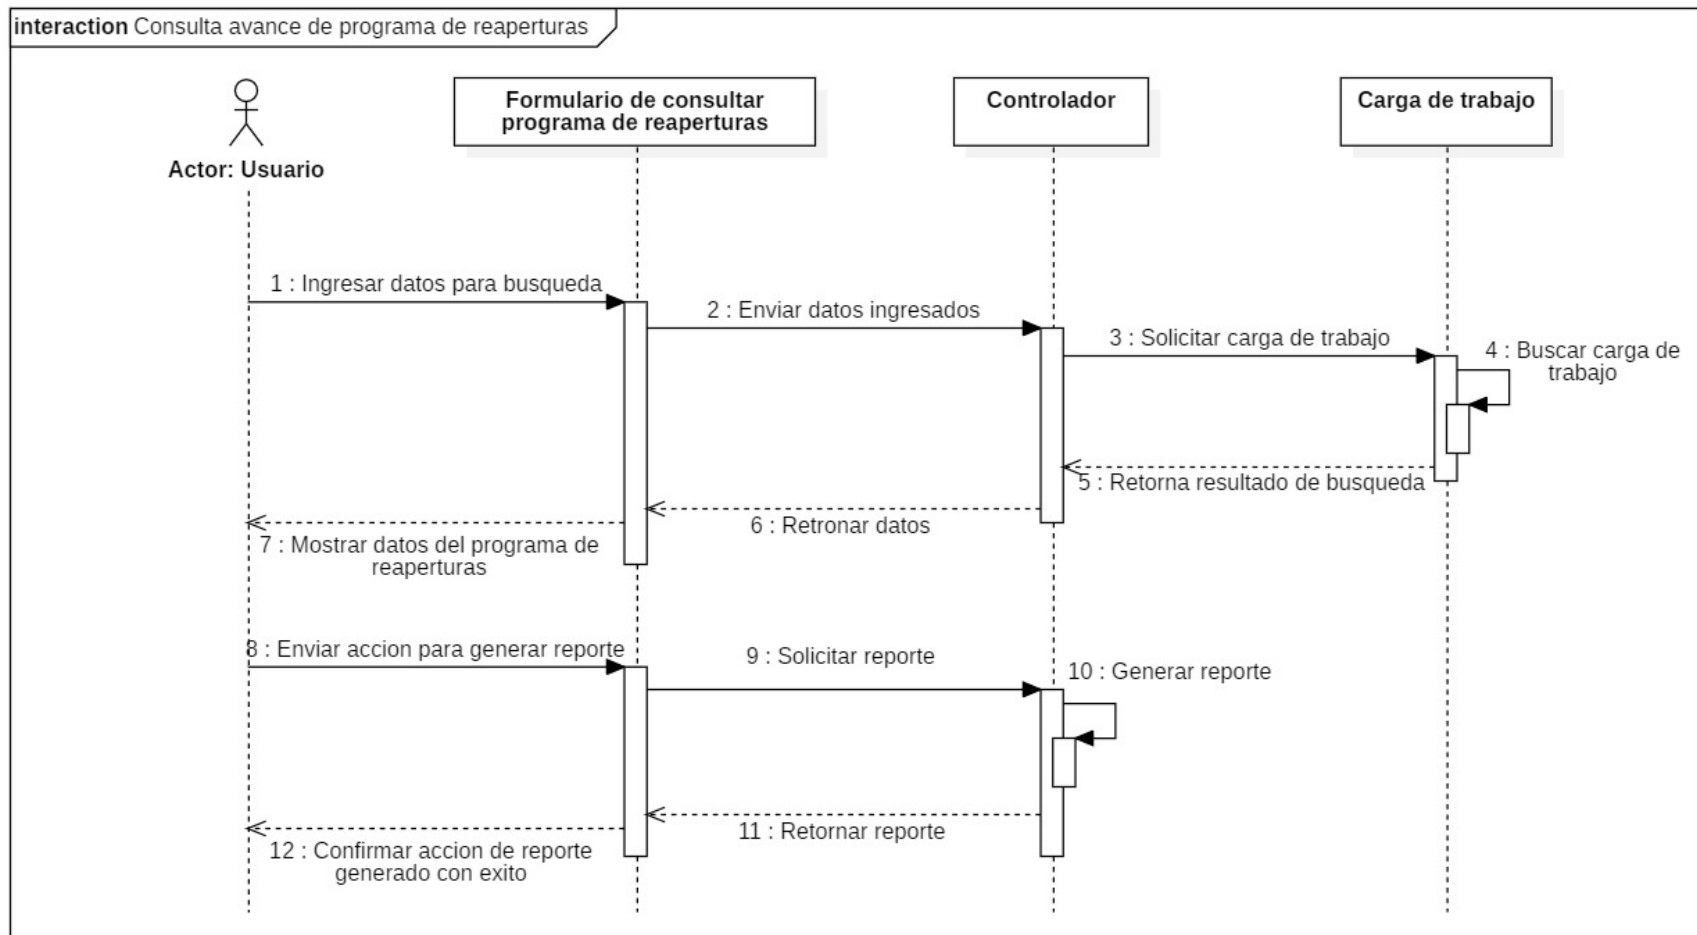 interaction Consulta avance de programa de reaperturas
Formulario de consultar
programa de reaperturas
Controlador
Carga de trabajo
Actor: Usuario
1 : Ingresar datos para busqueda
2 : Enviar datos ingresados
3 : Solicitar carga de trabajo
4 : Buscar carga de
trabajo
5 : Retorna resultado de busqueda
6 : Retronar datos
7 : Mostrar datos del programa de
reaperturas
8 : Enviar accion para generar reporte
9 : Solicitar reporte
10 : Generar reporte
11 : Retornar reporte
12 : Confirmar accion de reporte
generado con exito